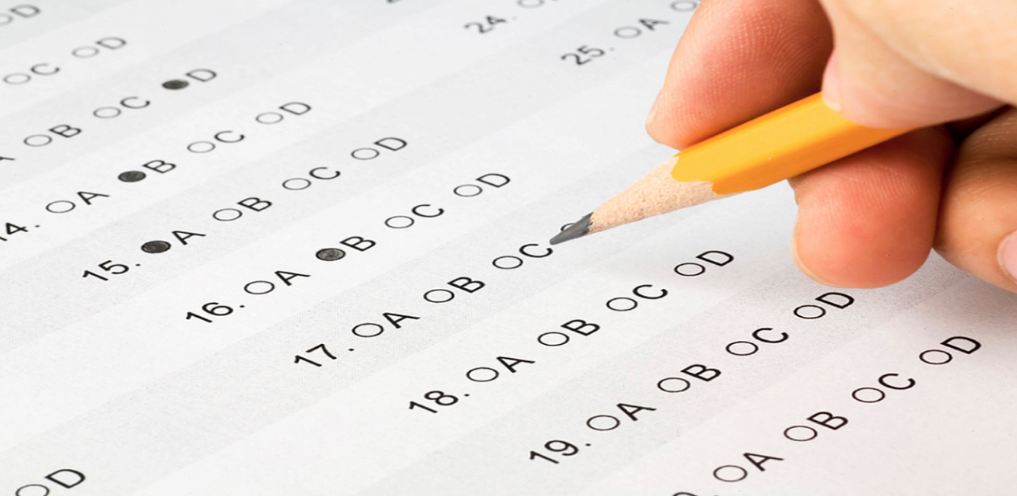 C D
B C D
14. A B C D
15. A B C D
16. A B C D
17. A B C
18. A B C D
19. A B C D
A B C D
D
24.
25. A